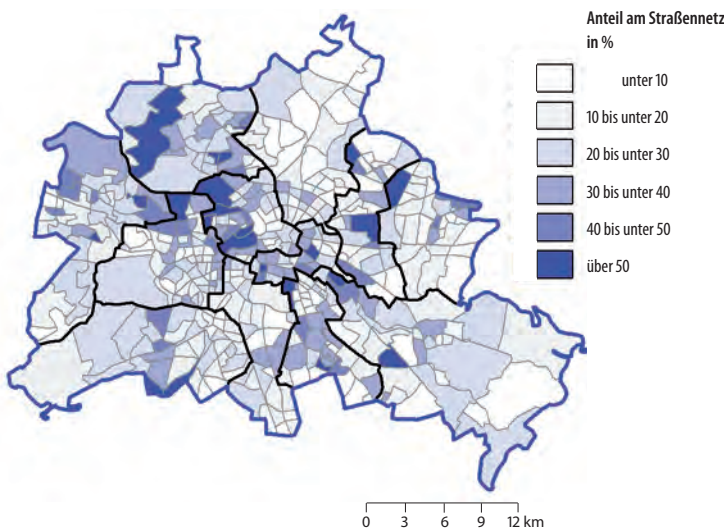 Anteil am Straßennetz
in %
unter 10
10 bis unter 20
20 bis unter 30
30 bis unter 40
40 bis unter 50
über 50
0 3 6 9 12 km